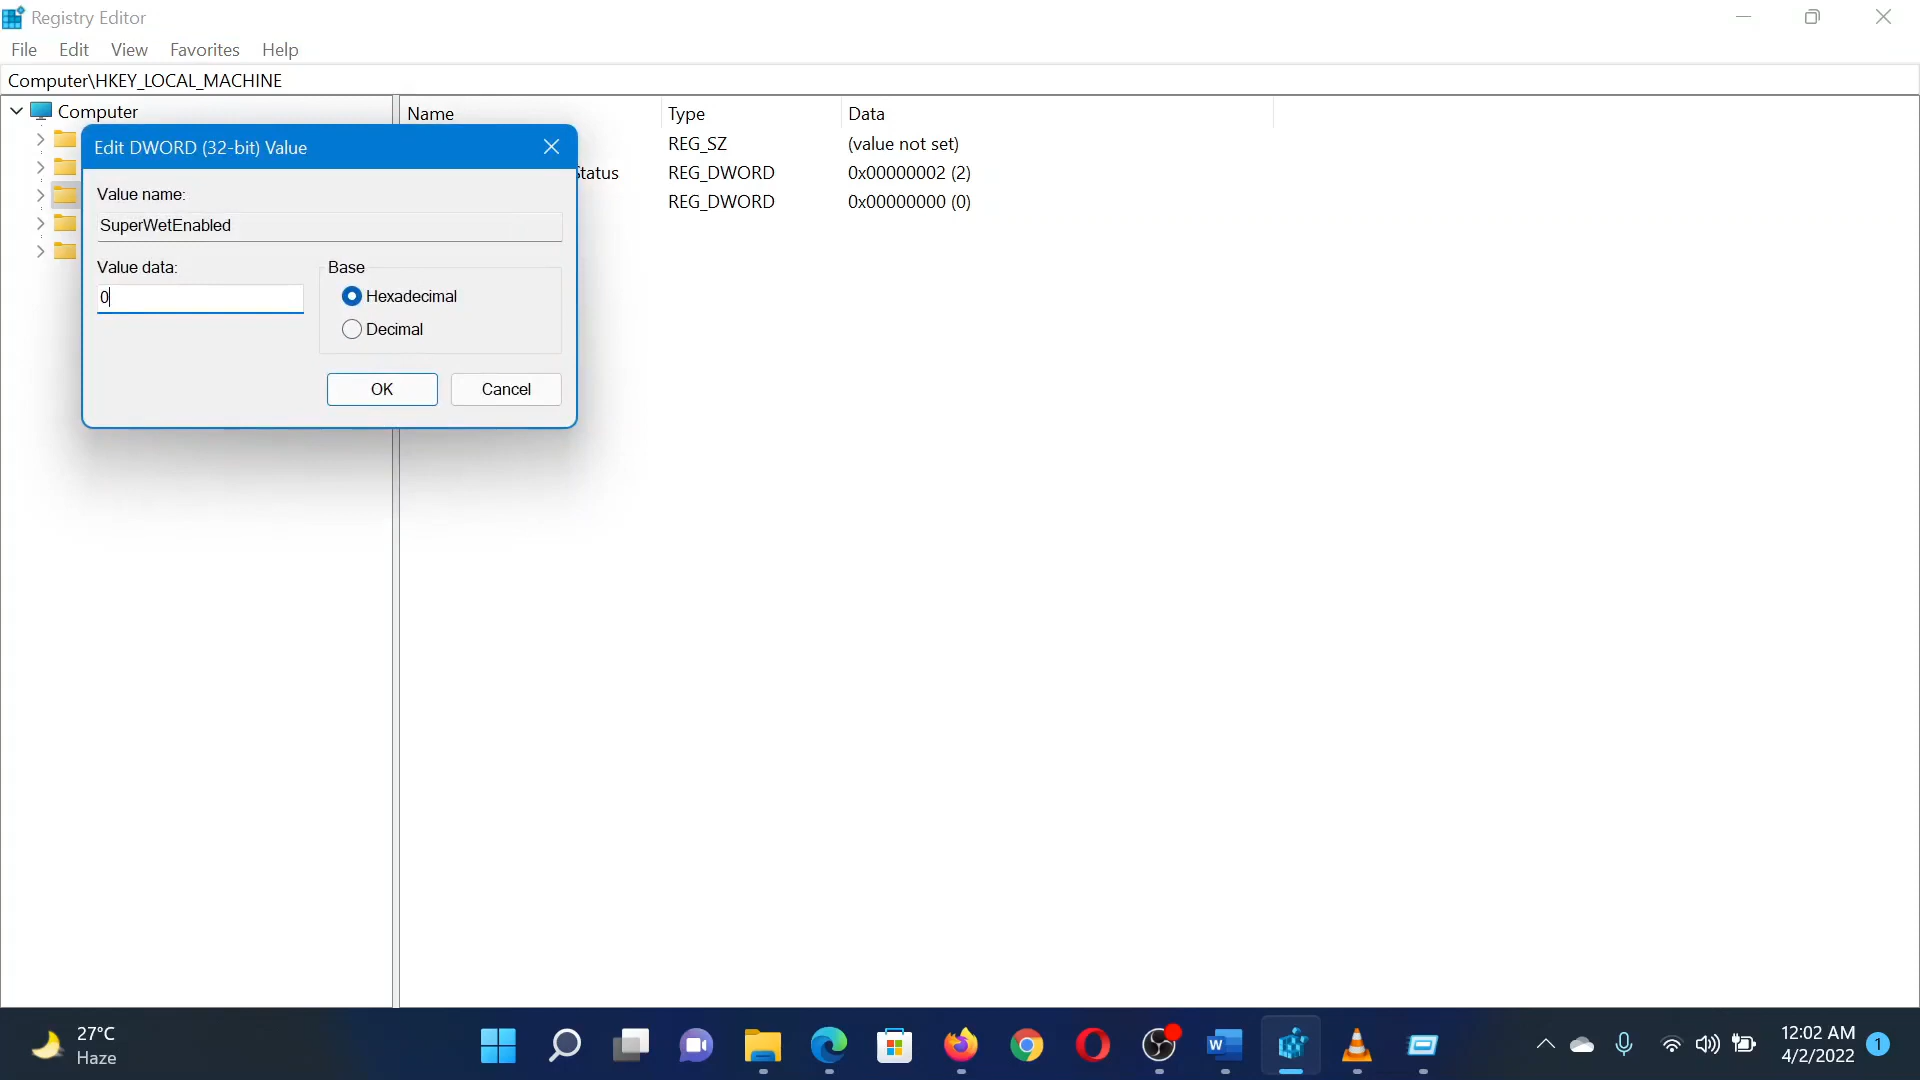 Registry Editor
File Edit View Favorites Help
Computer\HKEY_LOCAL_MACHINE
Computer
Name Type Data
REG_SZ (value not set)
REG_DWORD 0x00000002 (2)
REG_DWORD 0x00000000 (0)
Edit DWORD (32-bit) Value
Value name:
SuperWetEnabled
Value data:
0
Base
Hexadecimal
Decimal
OK Cancel
27°C
Haze
12:02 AM
4/2/2022
1